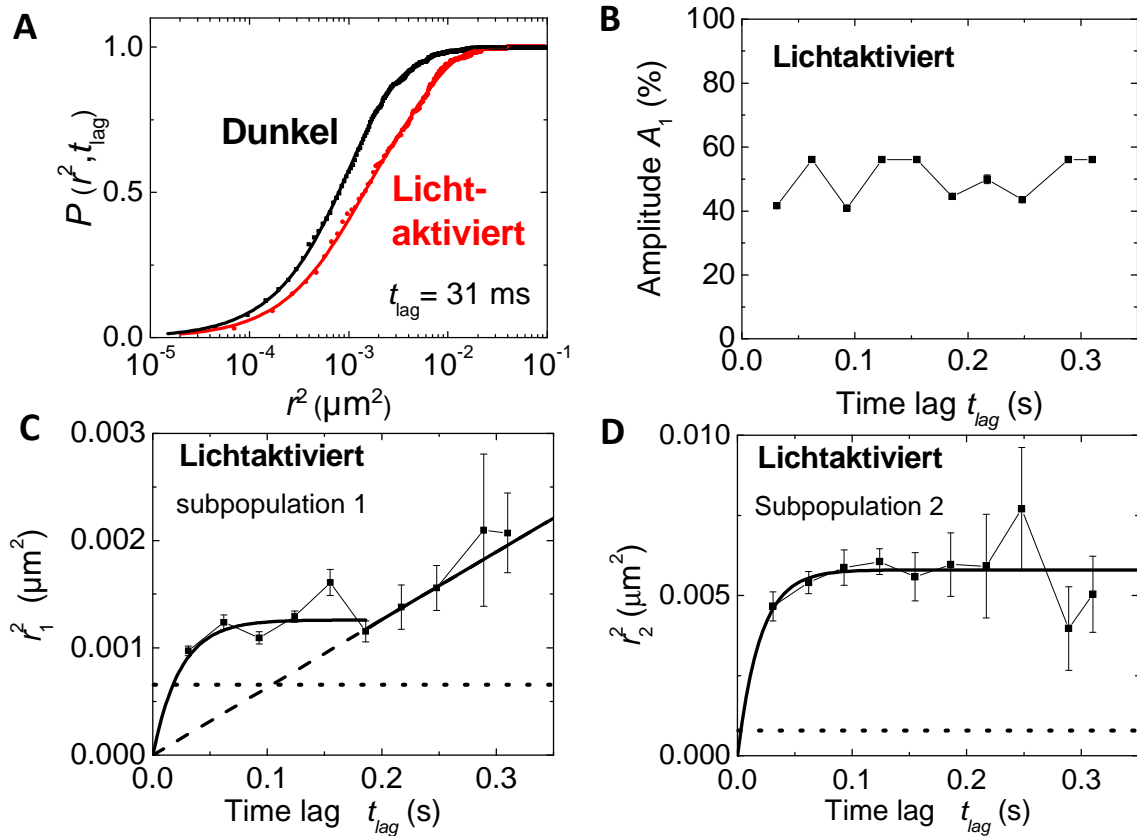 A
P (r², t_lag)
1.0
0.5
0.0
Dunkel
Licht-
aktiviert
t_lag = 31 ms
10⁻⁵ 10⁻⁴ 10⁻³ 10⁻² 10⁻¹
r² (µm²)
B
Amplitude A₁ (%)
100
80
60
40
20
0
Lichtaktiviert
0.0 0.1 0.2 0.3
Time lag t_lag (s)
C
r₁² (µm²)
0.003
0.002
0.001
0.000
Lichtaktiviert
subpopulation 1
0.0 0.1 0.2 0.3
Time lag t_lag (s)
D
r₂² (µm²)
0.010
0.005
0.000
Lichtaktiviert
Subpopulation 2
0.0 0.1 0.2 0.3
Time lag t_lag (s)